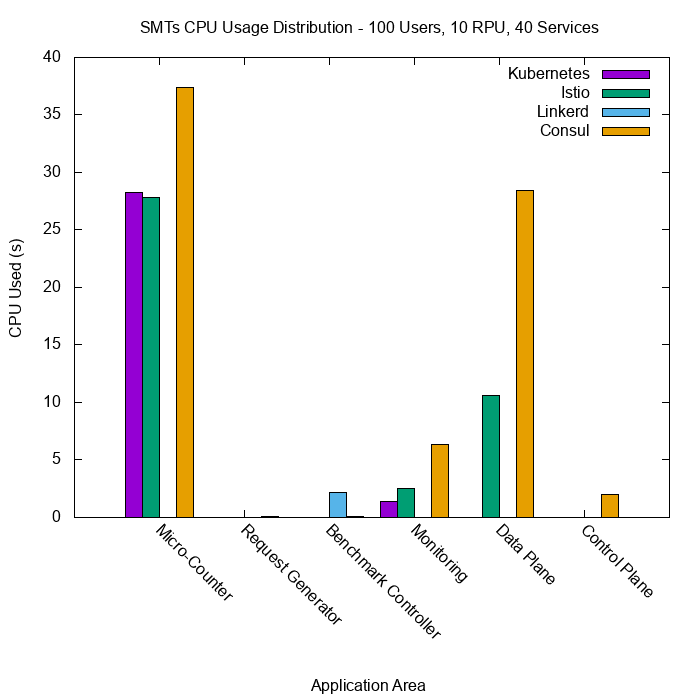 SMTs CPU Usage Distribution - 100 Users, 10 RPU, 40 Services
40
35
30
25
20
15
10
5
0
CPU Used (s)
Kubernetes
Istio
Linkerd
Consul
Micro-Counter
Request Generator
Benchmark Controller
Monitoring
Data Plane
Control Plane
Application Area